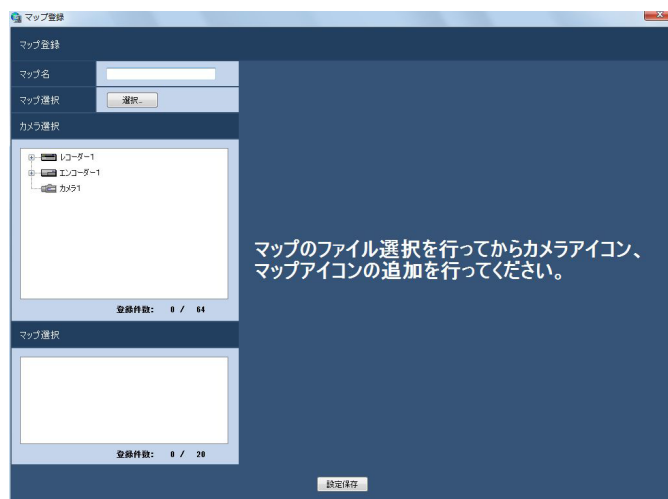 マップ登録
マップ登録
マップ名
マップ選択
選択...
カメラ選択
レコーダー1
エンコーダー1
カメラ1
登録件数: 0 / 64
マップのファイル選択を行ってからカメラアイコン、
マップアイコンの追加を行ってください。
マップ選択
登録件数: 0 / 20
設定保存